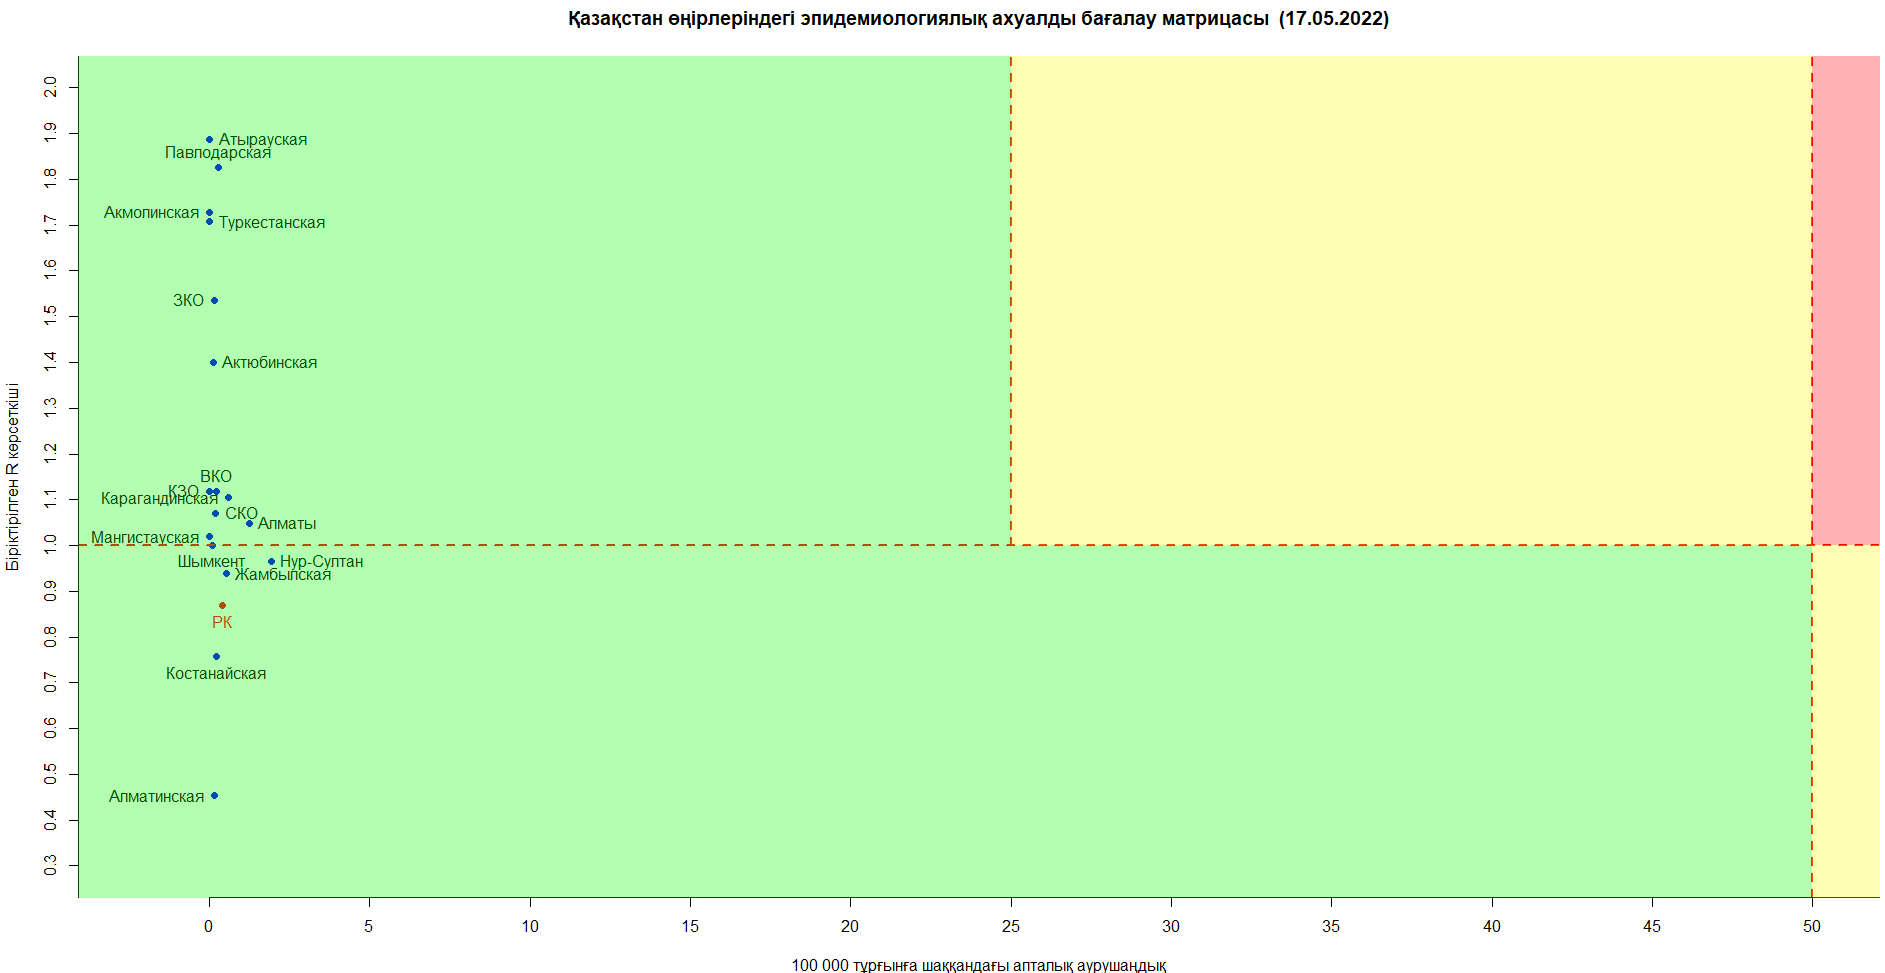 Қазақстан өңірлеріндегі эпидемиологиялық ахуалды бағалау матрицасы (17.05.2022)
Біріктірілген R көрсеткіші
2.0
1.9
1.8
1.7
1.6
1.5
1.4
1.3
1.2
1.1
1.0
0.9
0.8
0.7
0.6
0.5
0.4
0.3
Атырауская
Павлодарская
Акмолинская
Туркестанская
ЗКО
Актюбинская
ВКО
КЗО
Карагандинская
СКО
Алматы
Мангистауская
Шымкент
Нур-Султан
Жамбылская
РК
Костанайская
Алматинская
0 5 10 15 20 25 30 35 40 45 50
100 000 тұрғынға шаққандағы апталық аурушаңдық